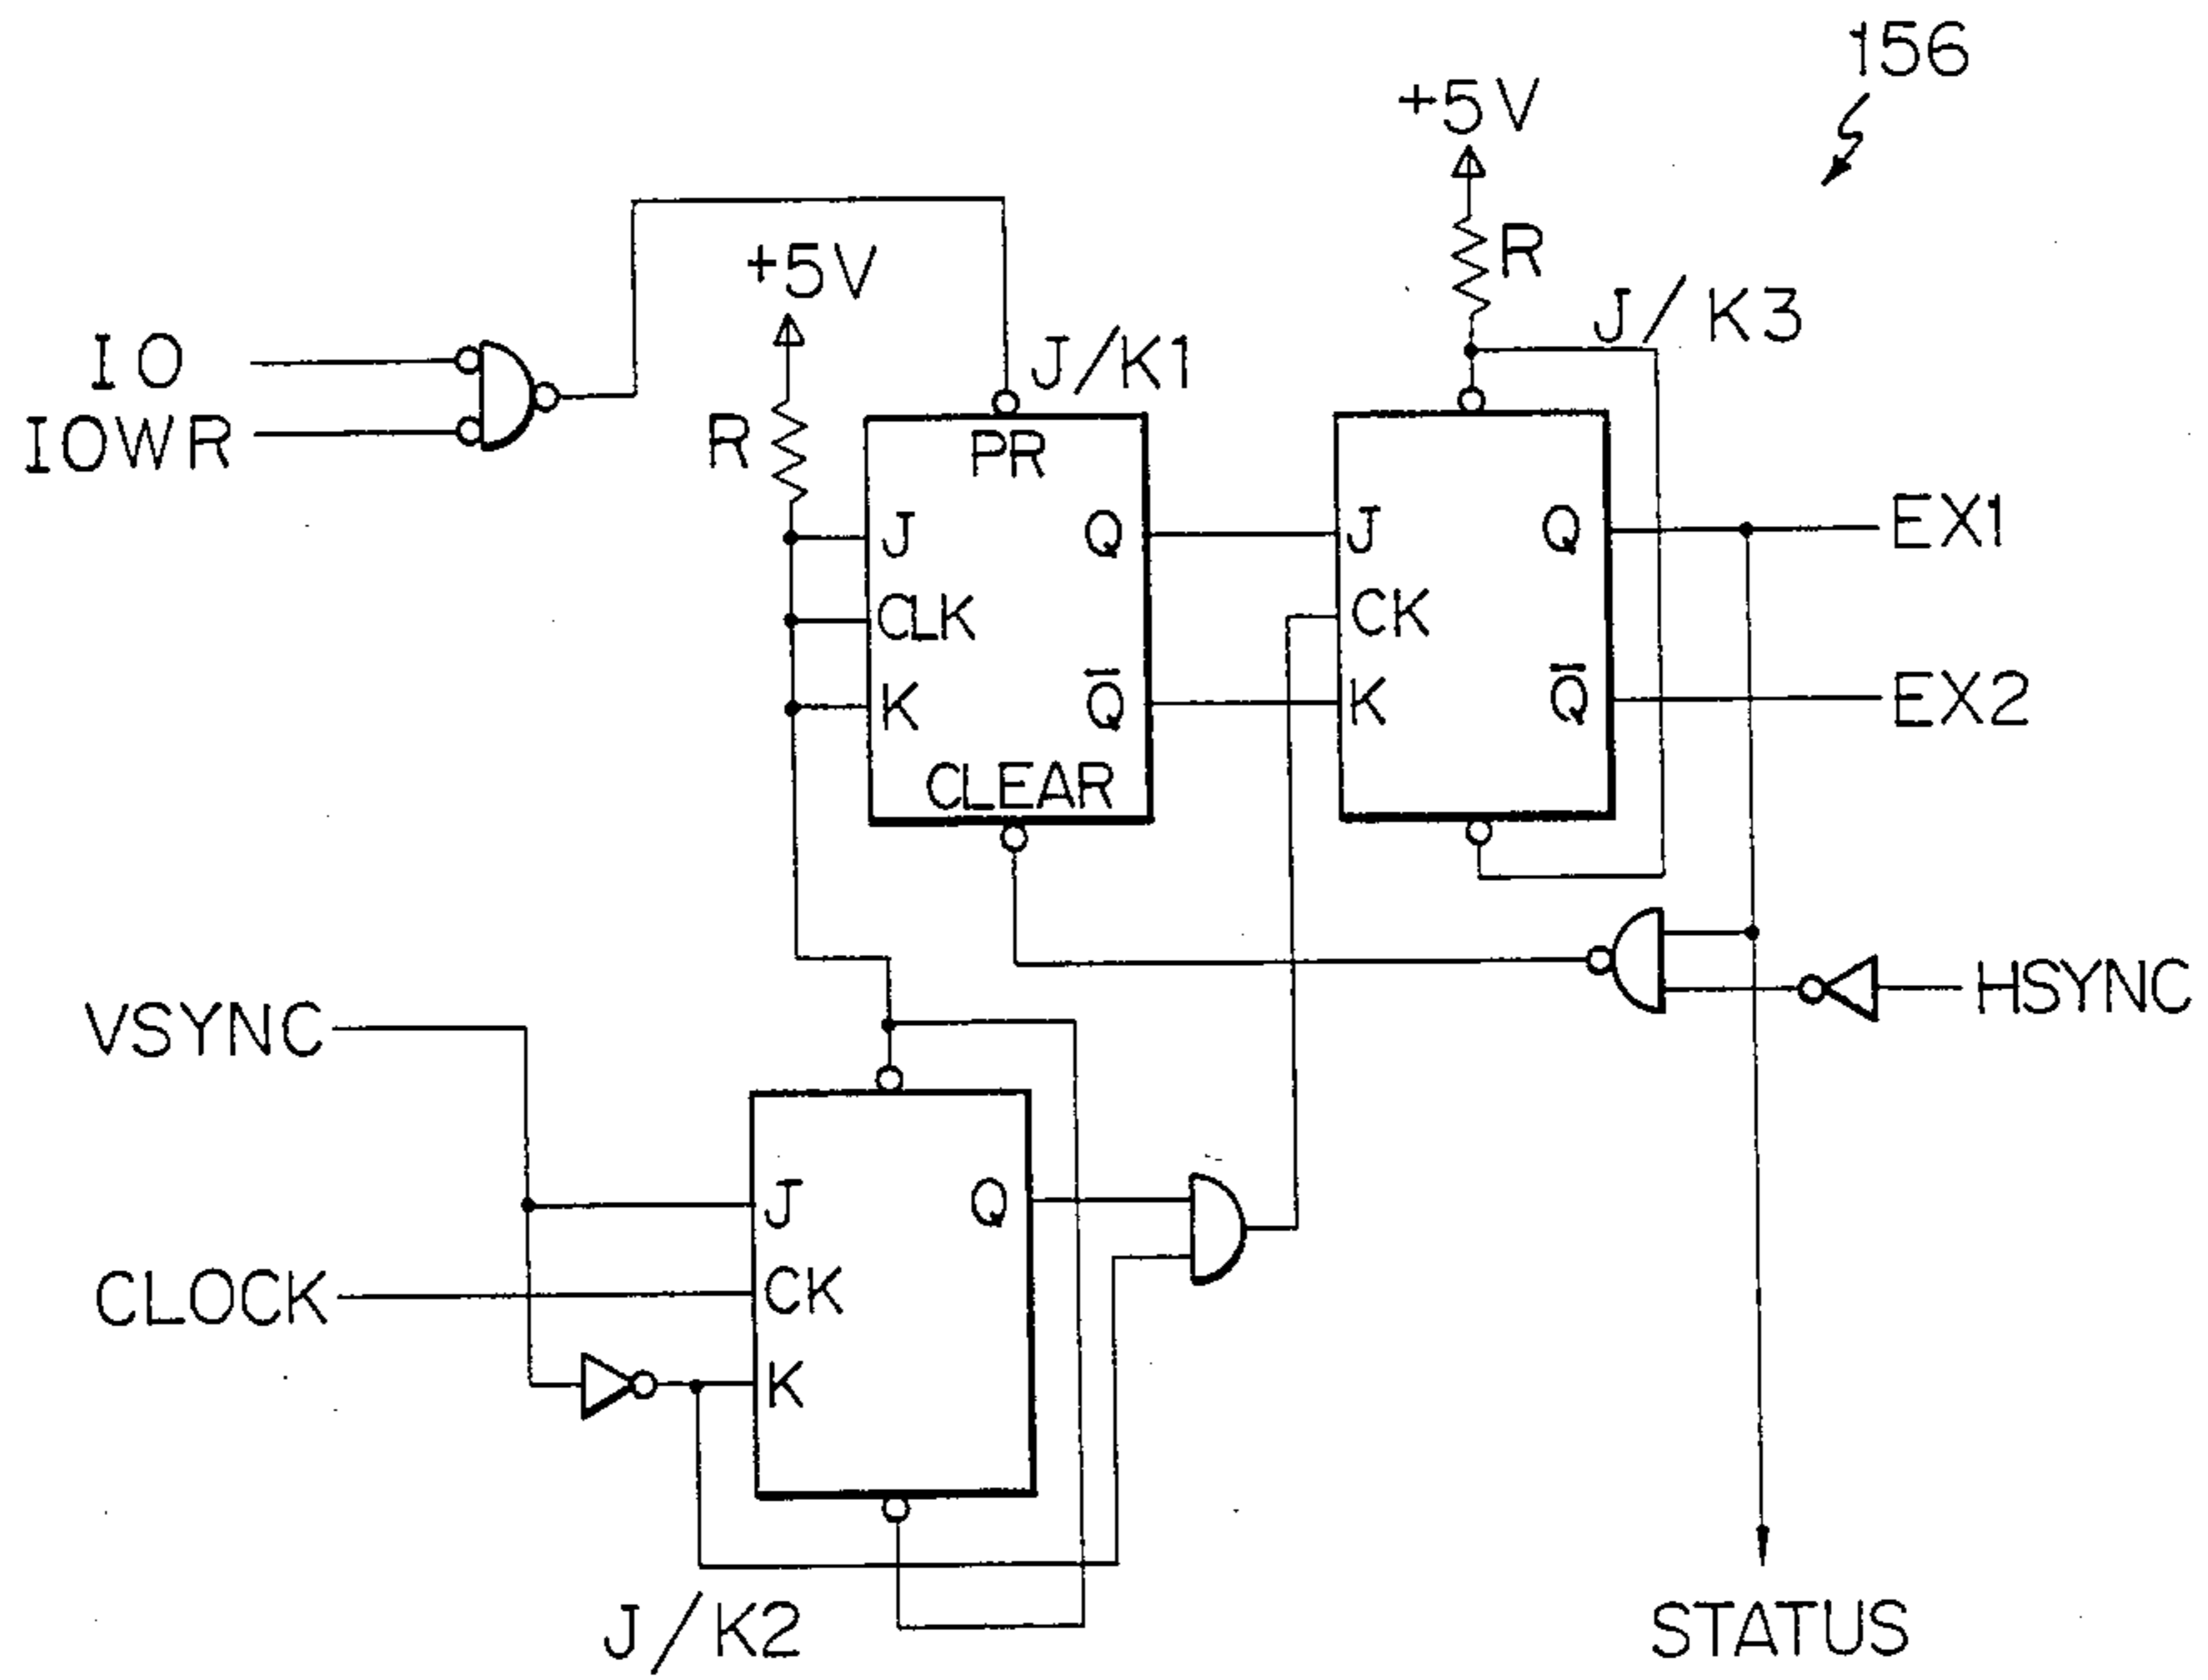 156
+5V
R
J/K3
+5V
R
IO
IOWR
J/K1
PR
J Q
CLK
K Q̅
CLEAR
J Q
CK
K Q̅
EX1
EX2
HSYNC
VSYNC
CLOCK
J Q
CK
K
J/K2
STATUS